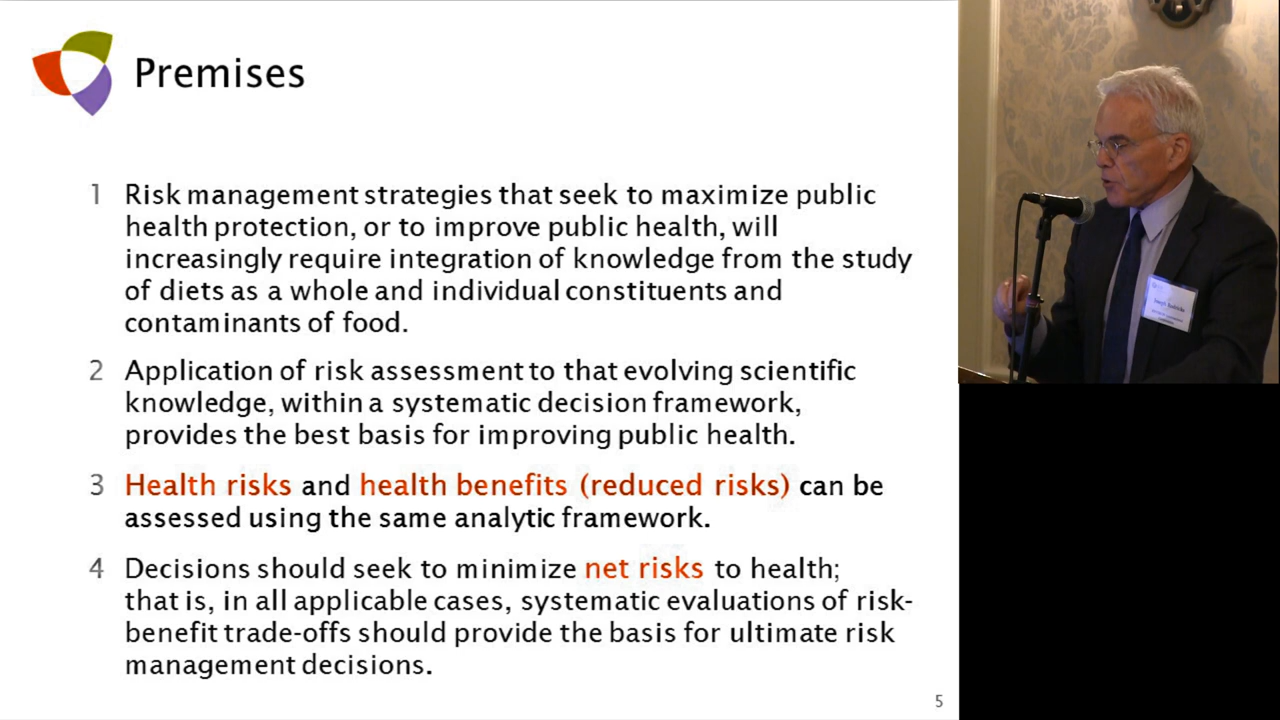 Premises
1 Risk management strategies that seek to maximize public
health protection, or to improve public health, will
increasingly require integration of knowledge from the study
of diets as a whole and individual constituents and
contaminants of food.
2 Application of risk assessment to that evolving scientific
knowledge, within a systematic decision framework,
provides the best basis for improving public health.
3 Health risks and health benefits (reduced risks) can be
assessed using the same analytic framework.
4 Decisions should seek to minimize net risks to health;
that is, in all applicable cases, systematic evaluations of risk-
benefit trade-offs should provide the basis for ultimate risk
management decisions.
5